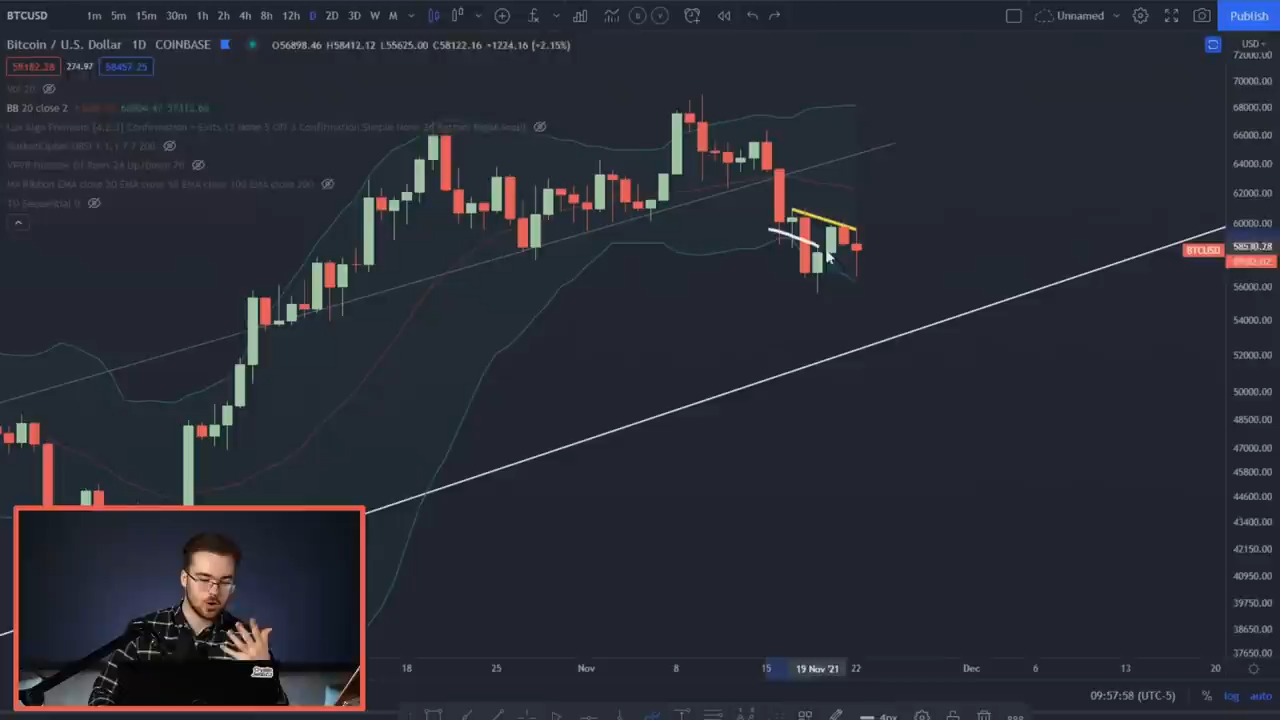 BTCUSD 1m 5m 15m 30m 1h 2h 4h 8h 12h D 2D 3D W M Unnamed Publish
Bitcoin / U.S. Dollar 1D COINBASE O56898.46 H58412.12 L55625.00 C58122.16 +1224.16 (+2.15%)
USD
274.97 58457.25
Vol 20
BB 20 close 2
72000.00
70000.00
68000.00
66000.00
64000.00
62000.00
60000.00
BTCUSD
56000.00
54000.00
52000.00
50000.00
48500.00
47000.00
45800.00
44600.00
43400.00
42150.00
40950.00
39750.00
38650.00
37650.00
18 25 Nov 8 15 19 Nov '21 22 Dec 6 13 20
09:57:58 (UTC-5) % log auto
4px